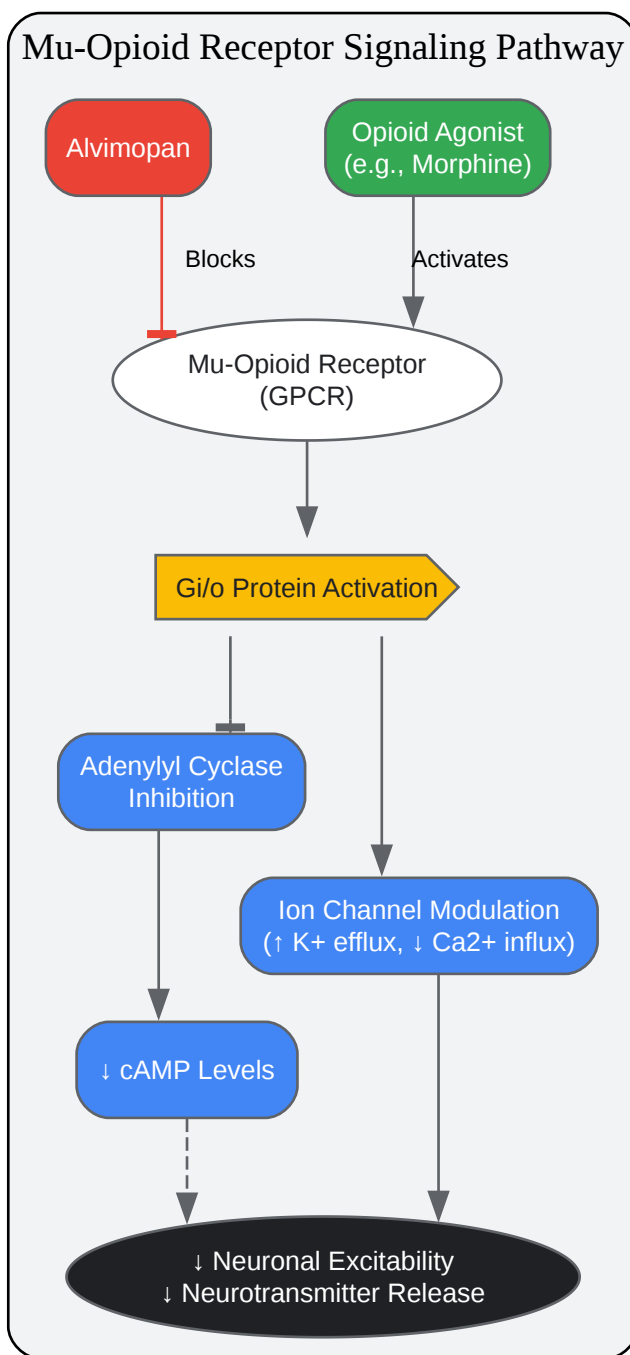 Mu-Opioid Receptor Signaling Pathway
Alvimopan
Opioid Agonist
(e.g., Morphine)
Blocks
Activates
Mu-Opioid Receptor
(GPCR)
Gi/o Protein Activation
Adenylyl Cyclase
Inhibition
Ion Channel Modulation
(↑ K+ efflux, ↓ Ca2+ influx)
↓ cAMP Levels
↓ Neuronal Excitability
↓ Neurotransmitter Release